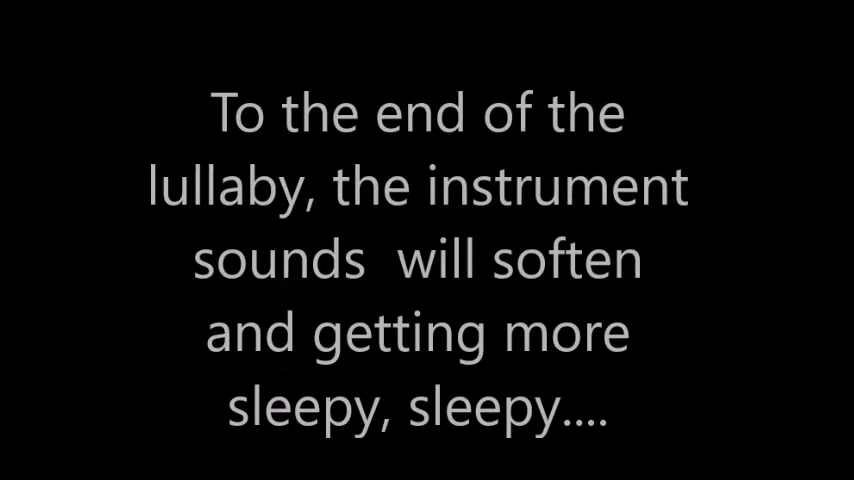 To the end of the
lullaby, the instrument
sounds  will soften
and getting more
sleepy, sleepy....